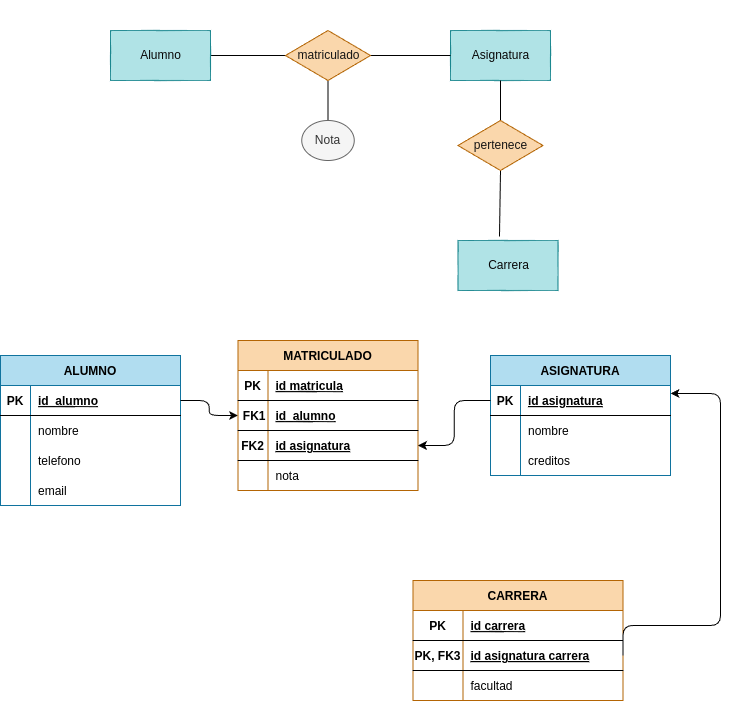 Alumno
matriculado
Asignatura
Nota
pertenece
Carrera
ALUMNO
PK id_alumno
nombre
telefono
email
MATRICULADO
PK id matricula
FK1 id_alumno
FK2 id asignatura
nota
ASIGNATURA
PK id asignatura
nombre
creditos
CARRERA
PK id carrera
PK, FK3 id asignatura carrera
facultad